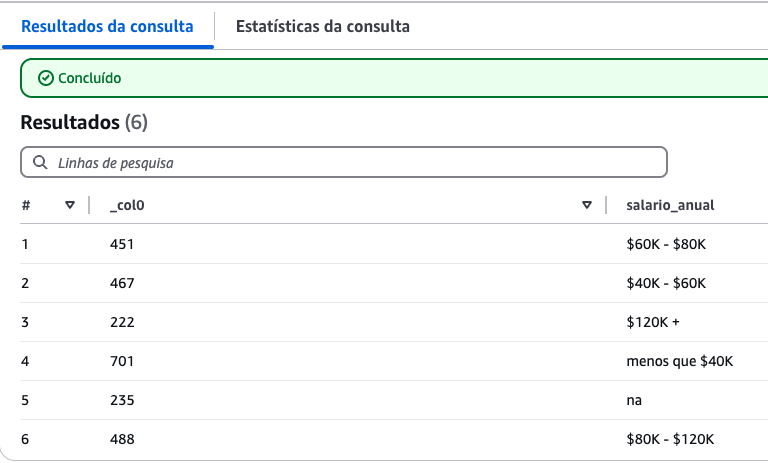 Resultados da consulta Estatísticas da consulta
Concluído
Resultados (6)
Linhas de pesquisa
# _col0 salario_anual
1 451 $60K - $80K
2 467 $40K - $60K
3 222 $120K +
4 701 menos que $40K
5 235 na
6 488 $80K - $120K